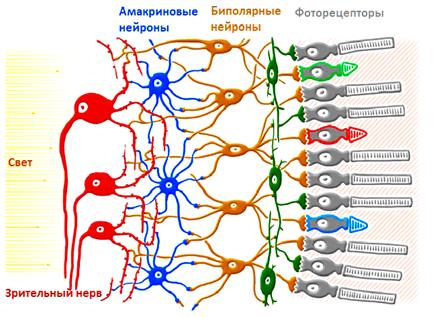 Амакриновые
нейроны
Биполярные
нейроны
Фоторецепторы
Свет
Зрительный нерв